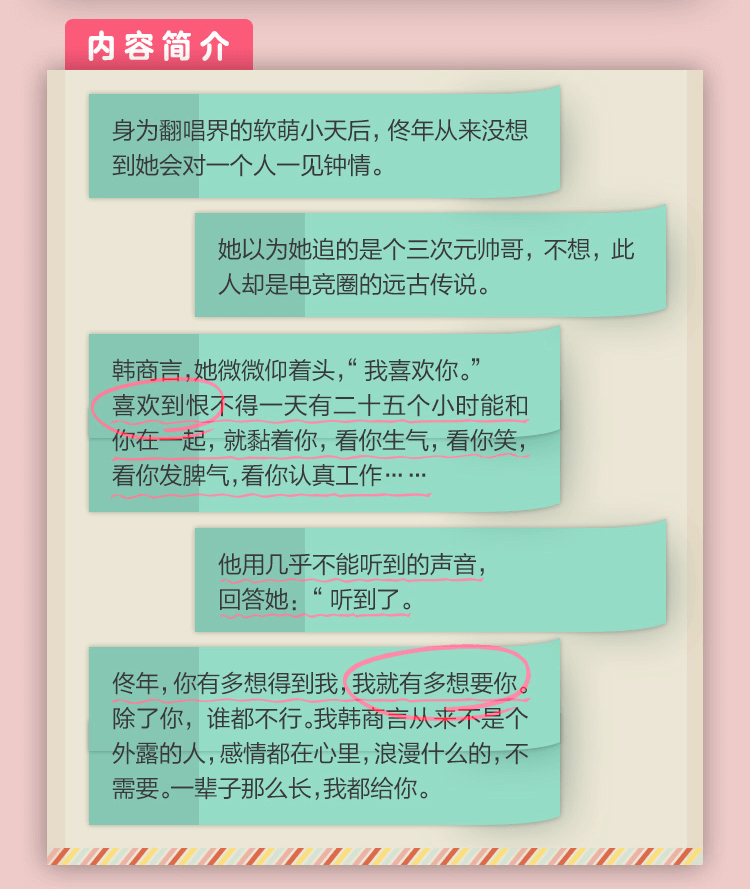 内容简介
身为翻唱界的软萌小天后，佟年从来没想
到她会对一个人一见钟情。
她以为她追的是个三次元帅哥，不想，此
人却是电竞圈的远古传说。
韩商言，她微微仰着头，“我喜欢你。”
喜欢到恨不得一天有二十五个小时能和
你在一起，就黏着你，看你生气，看你笑，
看你发脾气，看你认真工作……
他用几乎不能听到的声音，
回答她：“听到了。
佟年，你有多想得到我，我就有多想要你。
除了你，谁都不行。我韩商言从来不是个
外露的人，感情都在心里，浪漫什么的，不
需要。一辈子那么长，我都给你。